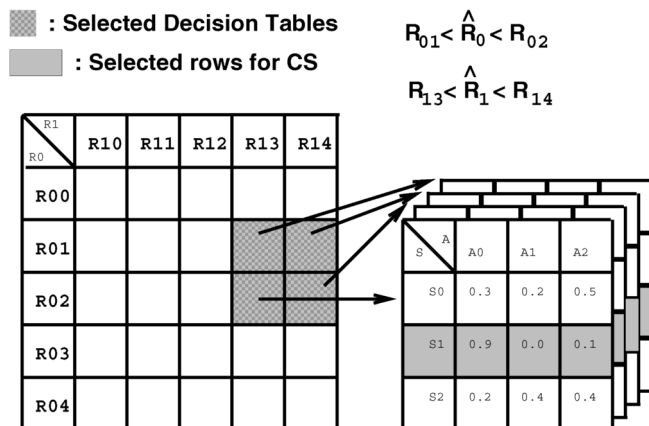 : Selected Decision Tables
: Selected rows for CS
R01 < R̂0 < R02
R13 < R̂1 < R14
R1
R0
R10 R11 R12 R13 R14
R00
R01
R02
R03
R04
A
S
A0 A1 A2
S0 0.3 0.2 0.5
S1 0.9 0.0 0.1
S2 0.2 0.4 0.4